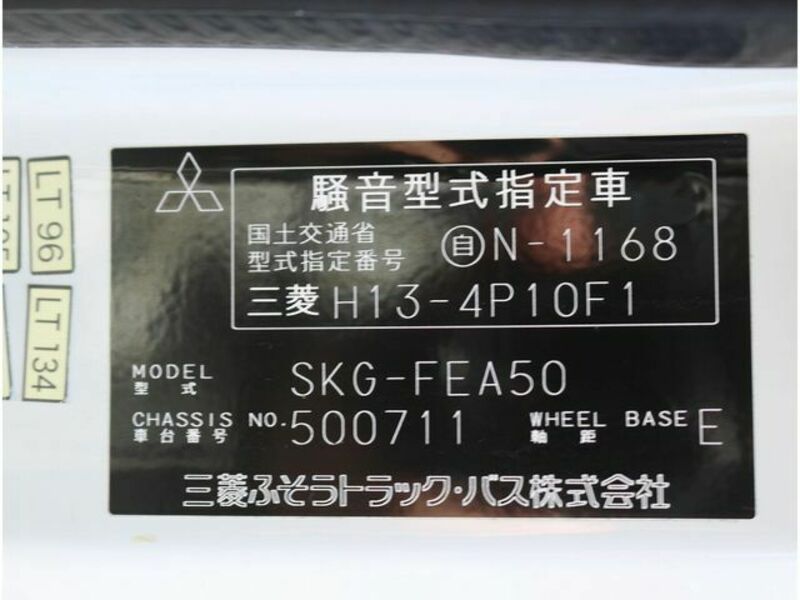 騒音型式指定車
国土交通省
型式指定番号
自 N-1168
三菱 H13-4P10F1
MODEL SKG-FEA50
型式
CHASSIS NO. 500711 WHEEL BASE E
車台番号 軸距
三菱ふそうトラック・バス株式会社
LT 96
LT 134